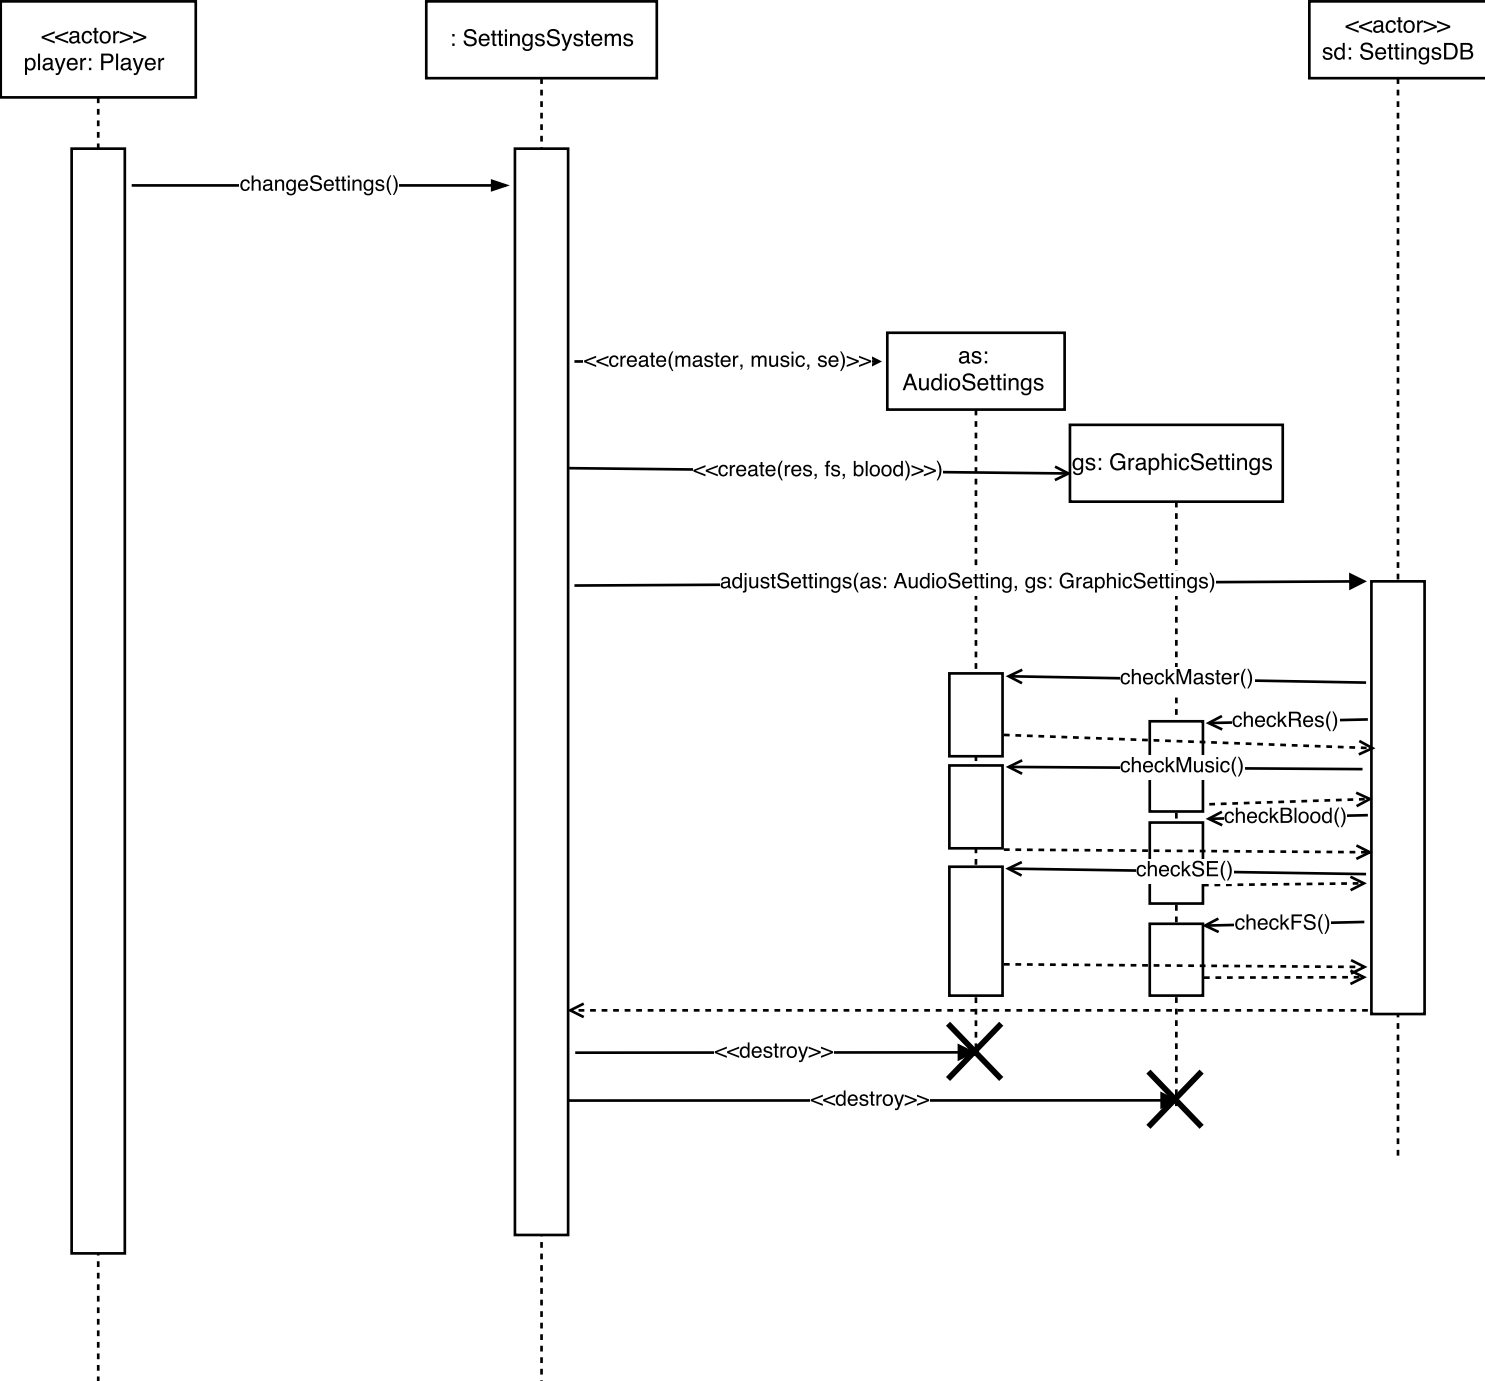 <<actor>>
player: Player
: SettingsSystems
<<actor>>
sd: SettingsDB
changeSettings()
<<create(master, music, se)>>
as:
AudioSettings
<<create(res, fs, blood)>>)
gs: GraphicSettings
adjustSettings(as: AudioSetting, gs: GraphicSettings)
checkMaster()
checkRes()
checkMusic()
checkBlood()
checkSE()
checkFS()
<<destroy>>
<<destroy>>